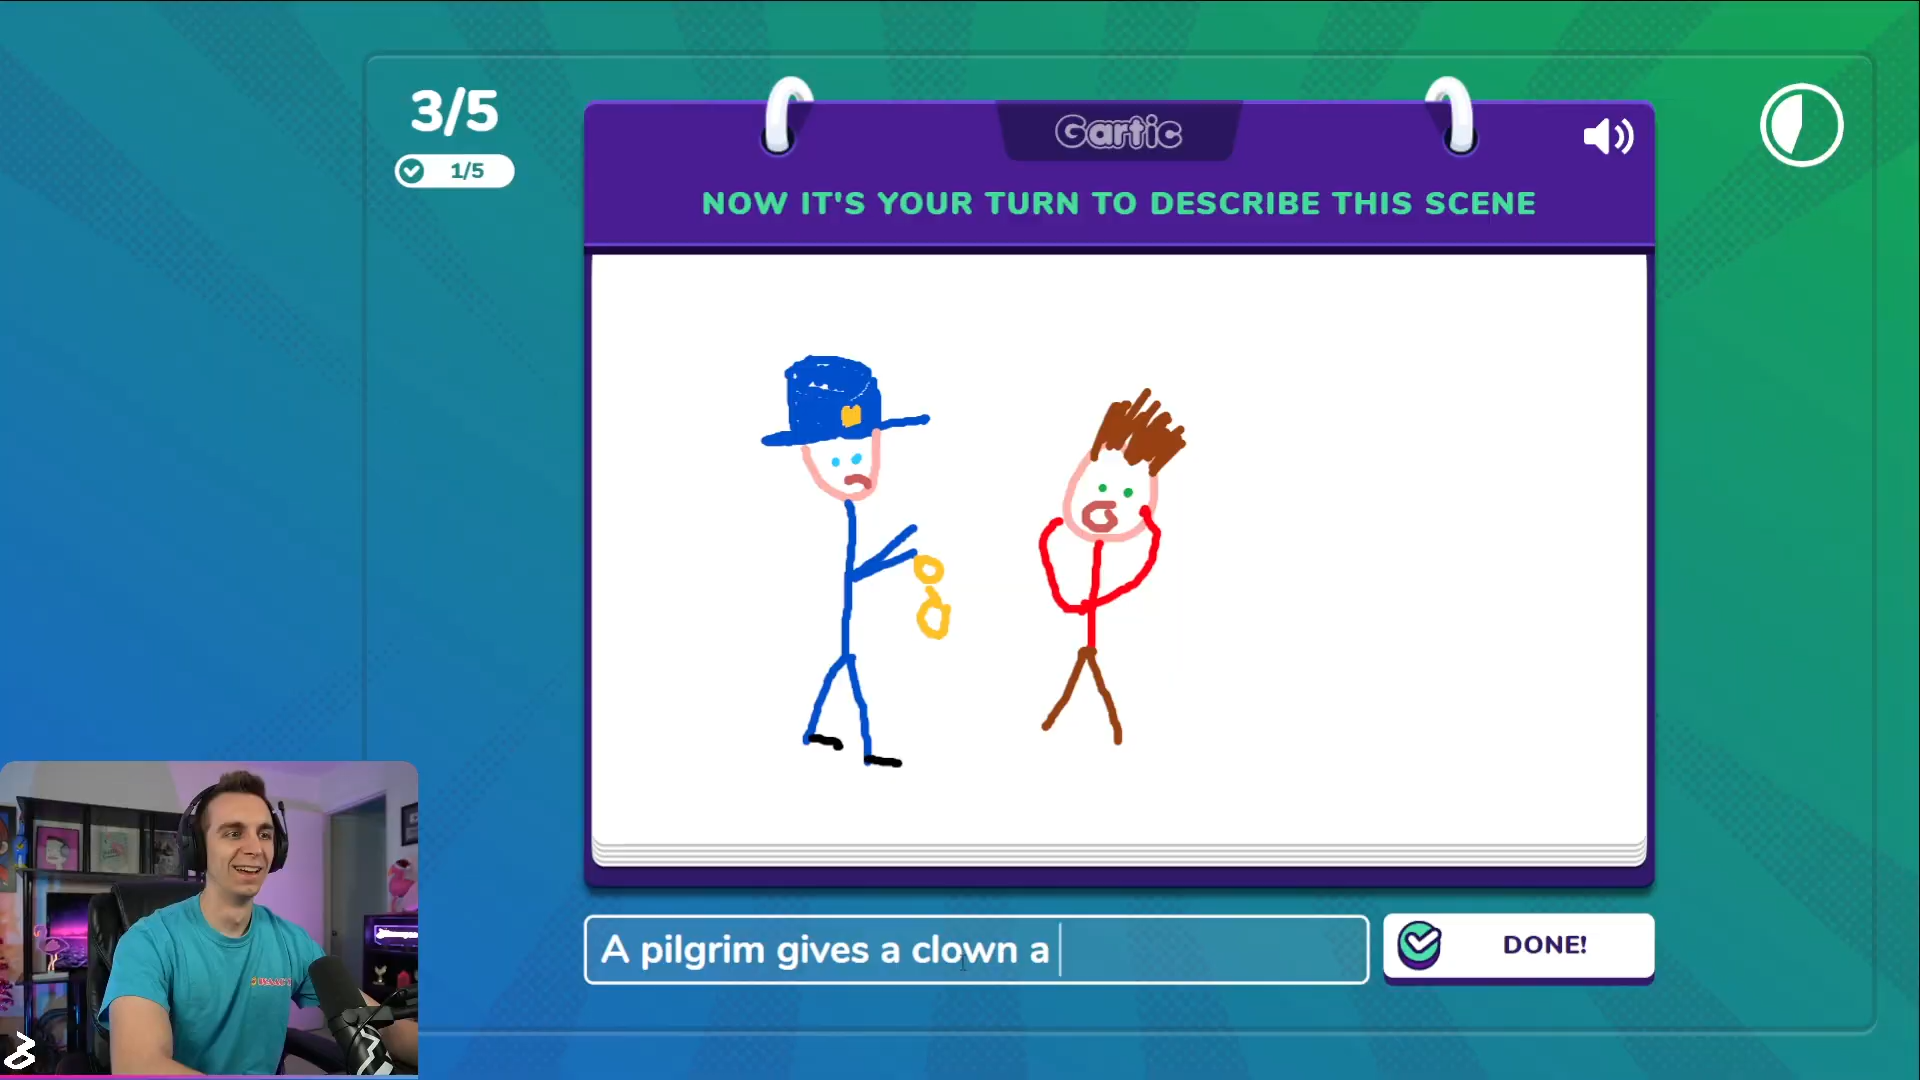 3/5
1/5
Gartic
NOW IT'S YOUR TURN TO DESCRIBE THIS SCENE
A pilgrim gives a clown a
DONE!